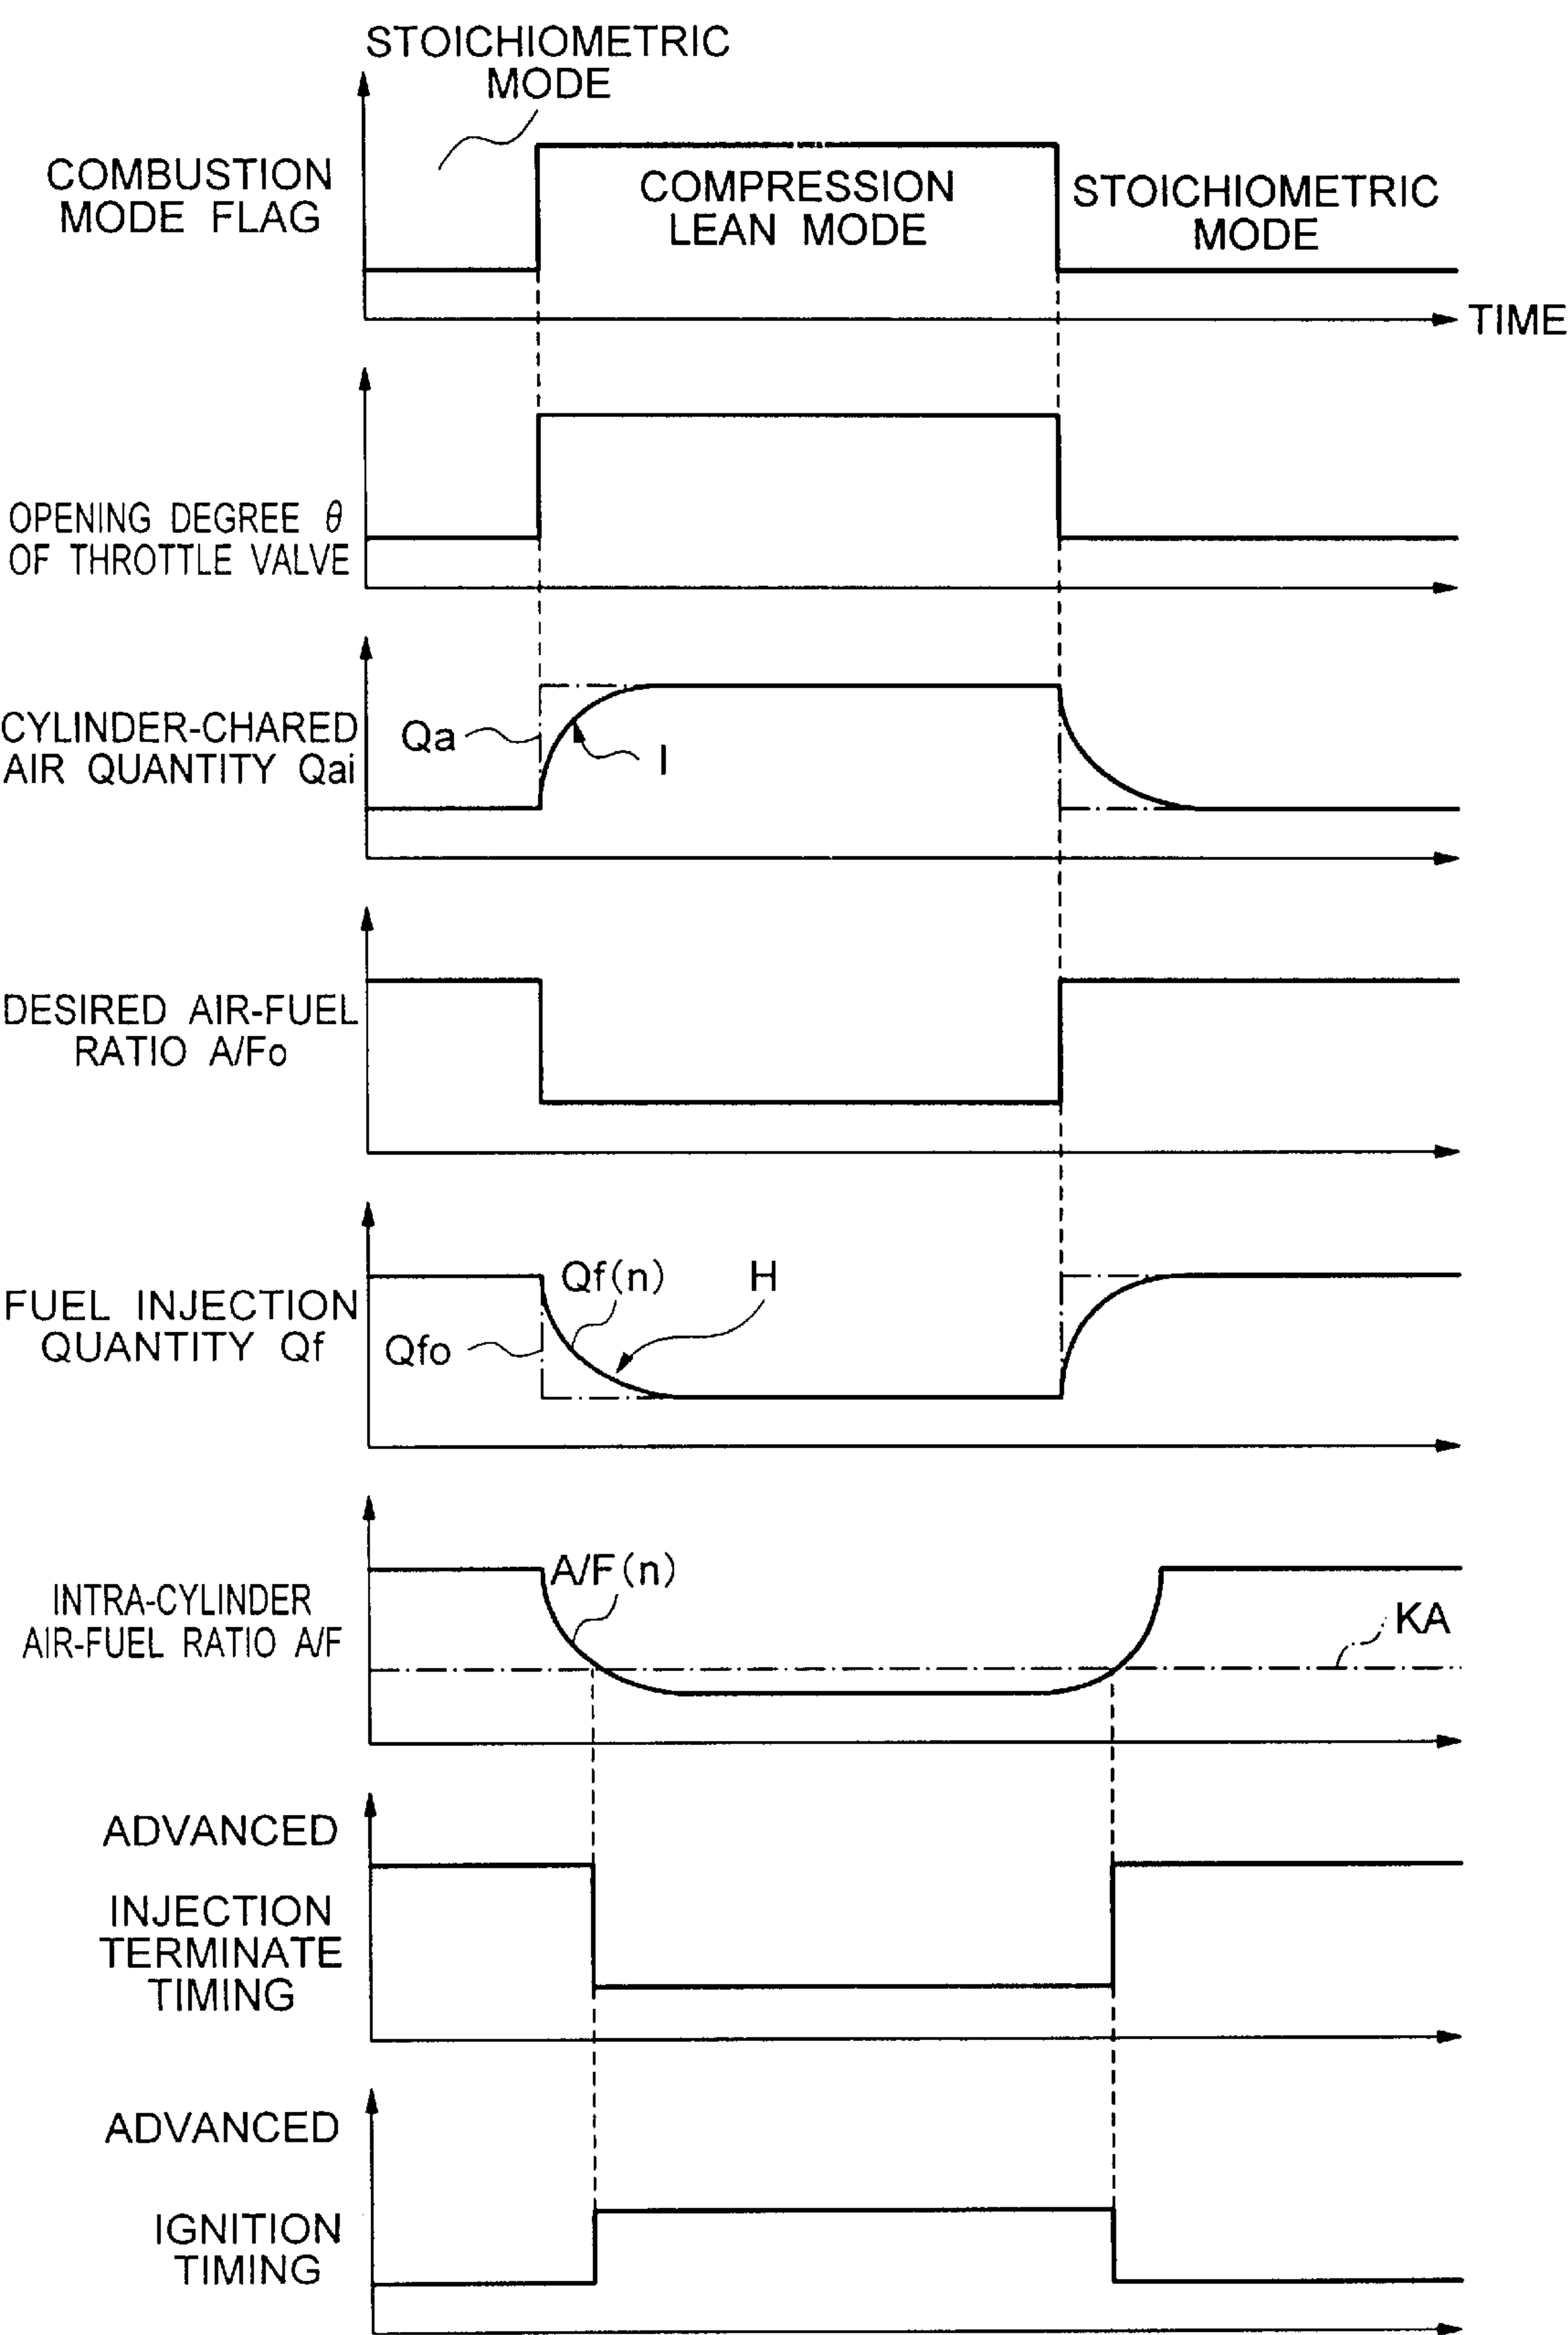 STOICHIOMETRIC
MODE
COMBUSTION
MODE FLAG
COMPRESSION
LEAN MODE
STOICHIOMETRIC
MODE
TIME
OPENING DEGREE θ
OF THROTTLE VALVE
CYLINDER-CHARED
AIR QUANTITY Qai
Qa
I
DESIRED AIR-FUEL
RATIO A/Fo
FUEL INJECTION
QUANTITY Qf
Qf(n)
H
Qfo
INTRA-CYLINDER
AIR-FUEL RATIO A/F
A/F(n)
KA
ADVANCED
INJECTION
TERMINATE
TIMING
ADVANCED
IGNITION
TIMING